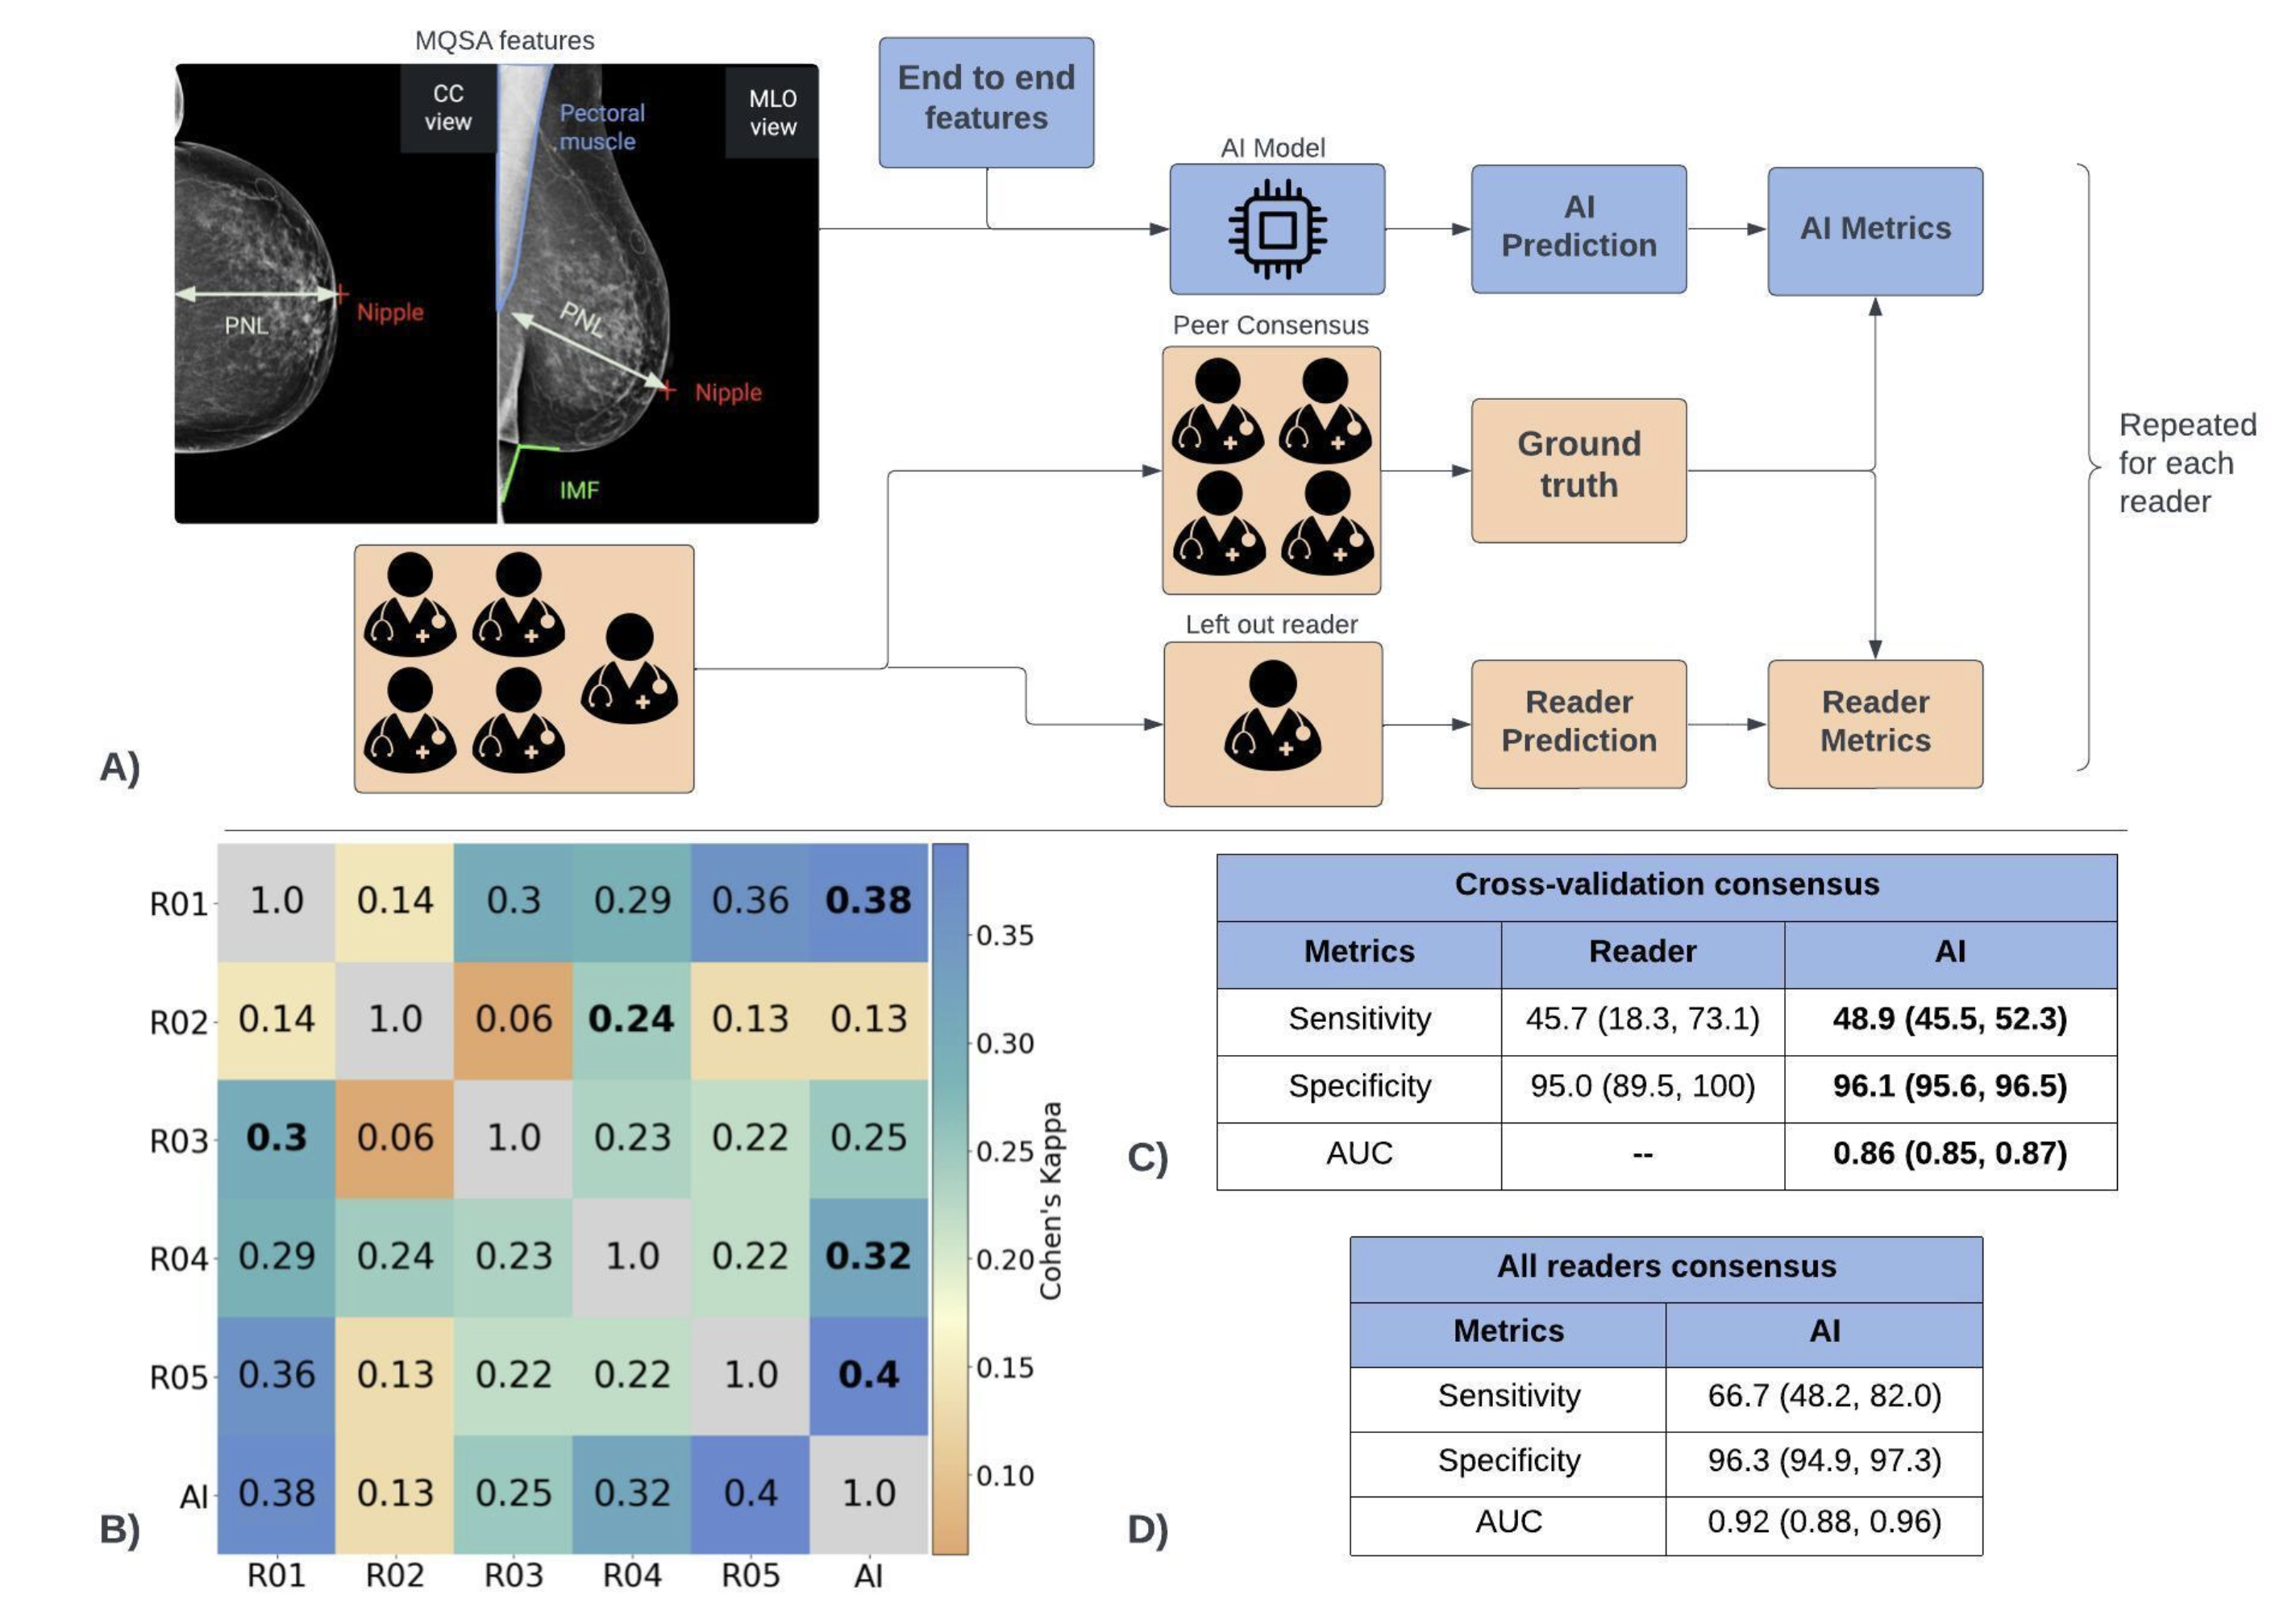 MQSA features
CC
view
Pectoral
muscle
MLO
view
PNL
Nipple
PNL
Nipple
IMF
End to end
features
AI Model
AI
Prediction
AI Metrics
Peer Consensus
Ground
truth
Left out reader
Reader
Prediction
Reader
Metrics
Repeated
for each
reader
A)
R01 1.0 0.14 0.3 0.29 0.36 0.38
R02 0.14 1.0 0.06 0.24 0.13 0.13
R03 0.3 0.06 1.0 0.23 0.22 0.25
R04 0.29 0.24 0.23 1.0 0.22 0.32
R05 0.36 0.13 0.22 0.22 1.0 0.4
AI 0.38 0.13 0.25 0.32 0.4 1.0
R01 R02 R03 R04 R05 AI
0.35
0.30
0.25
0.20
0.15
0.10
Cohen's Kappa
B)
Cross-validation consensus
Metrics Reader AI
Sensitivity 45.7 (18.3, 73.1) 48.9 (45.5, 52.3)
Specificity 95.0 (89.5, 100) 96.1 (95.6, 96.5)
AUC -- 0.86 (0.85, 0.87)
C)
All readers consensus
Metrics AI
Sensitivity 66.7 (48.2, 82.0)
Specificity 96.3 (94.9, 97.3)
AUC 0.92 (0.88, 0.96)
D)